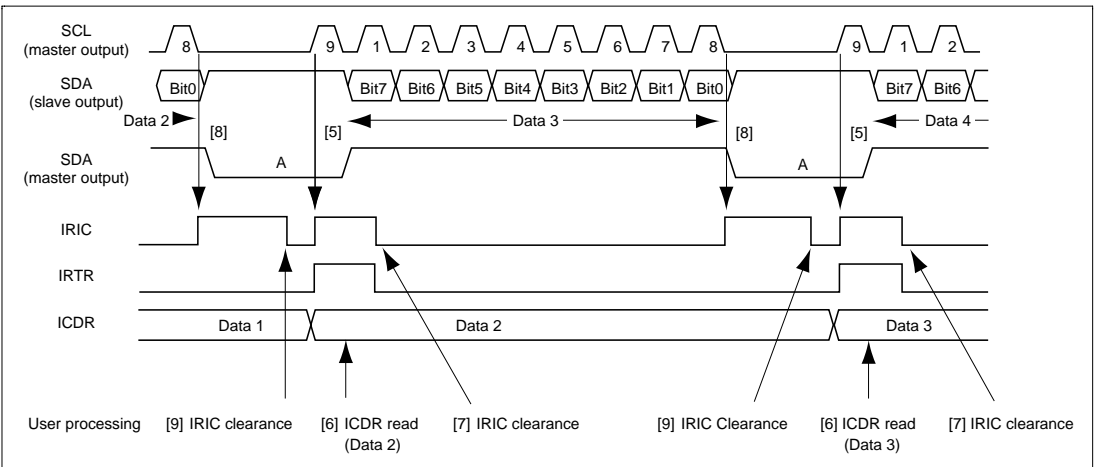 SCL
(master output)
8 9 1 2 3 4 5 6 7 8 9 1 2
SDA
(slave output)
Bit0 Bit7 Bit6 Bit5 Bit4 Bit3 Bit2 Bit1 Bit0 Bit7 Bit6
Data 2 [8] [5] Data 3 [8] [5] Data 4
SDA
(master output)
A A
IRIC
IRTR
ICDR
Data 1 Data 2 Data 3
User processing [9] IRIC clearance [6] ICDR read [7] IRIC clearance [9] IRIC Clearance [6] ICDR read [7] IRIC clearance
(Data 2) (Data 3)